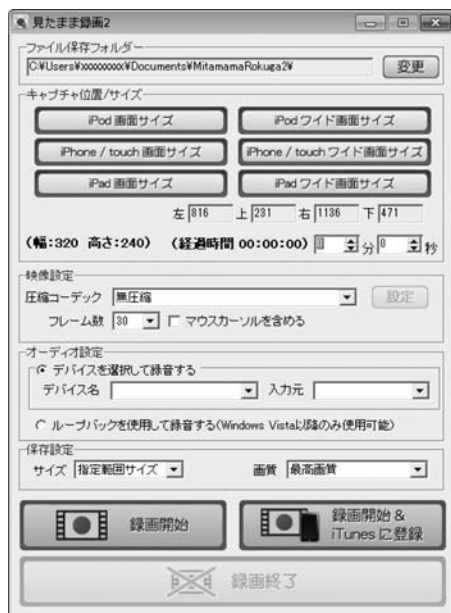 見たまま録画2
ファイル保存フォルダー
C:¥Users¥xxxxxxxxx¥Documents¥MitamamaRokuga2¥
変更
キャプチャ位置/サイズ
iPod 画面サイズ
iPod ワイド画面サイズ
iPhone / touch 画面サイズ
iPhone / touch ワイド画面サイズ
iPad 画面サイズ
iPad ワイド画面サイズ
左 816 上 231 右 1136 下 471
(幅:320 高さ:240) (経過時間 00:00:00) 0 分 0 秒
映像設定
圧縮コーデック 無圧縮 設定
フレーム数 30 マウスカーソルを含める
オーディオ設定
デバイスを選択して録音する
デバイス名 入力元
ループバックを使用して録音する(Windows Vista以降のみ使用可能)
保存設定
サイズ 指定範囲サイズ 画質 最高画質
録画開始
録画開始 &
iTunes に登録
録画終了